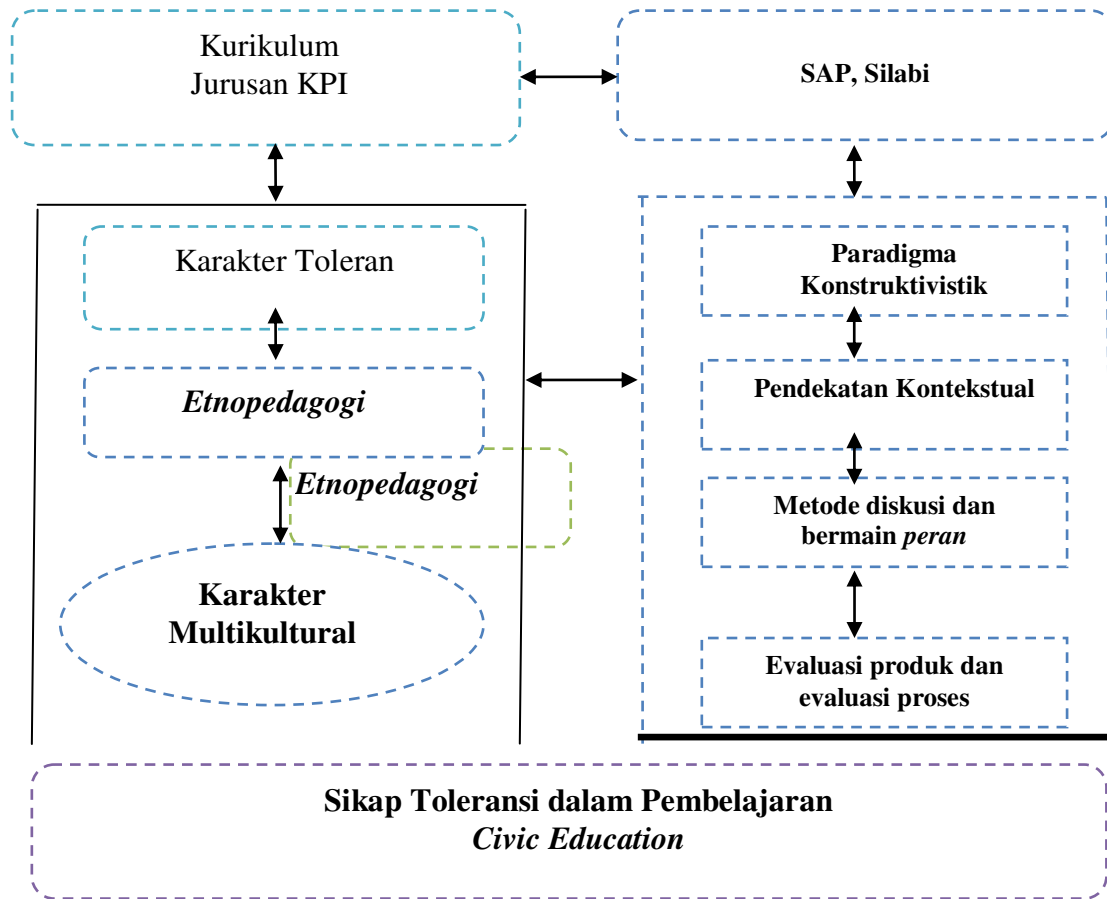 Kurikulum
Jurusan KPI
SAP, Silabi
Karakter Toleran
Etnopedagogi
Etnopedagogi
Karakter
Multikultural
Paradigma
Konstruktivistik
Pendekatan Kontekstual
Metode diskusi dan
bermain peran
Evaluasi produk dan
evaluasi proses
Sikap Toleransi dalam Pembelajaran
Civic Education